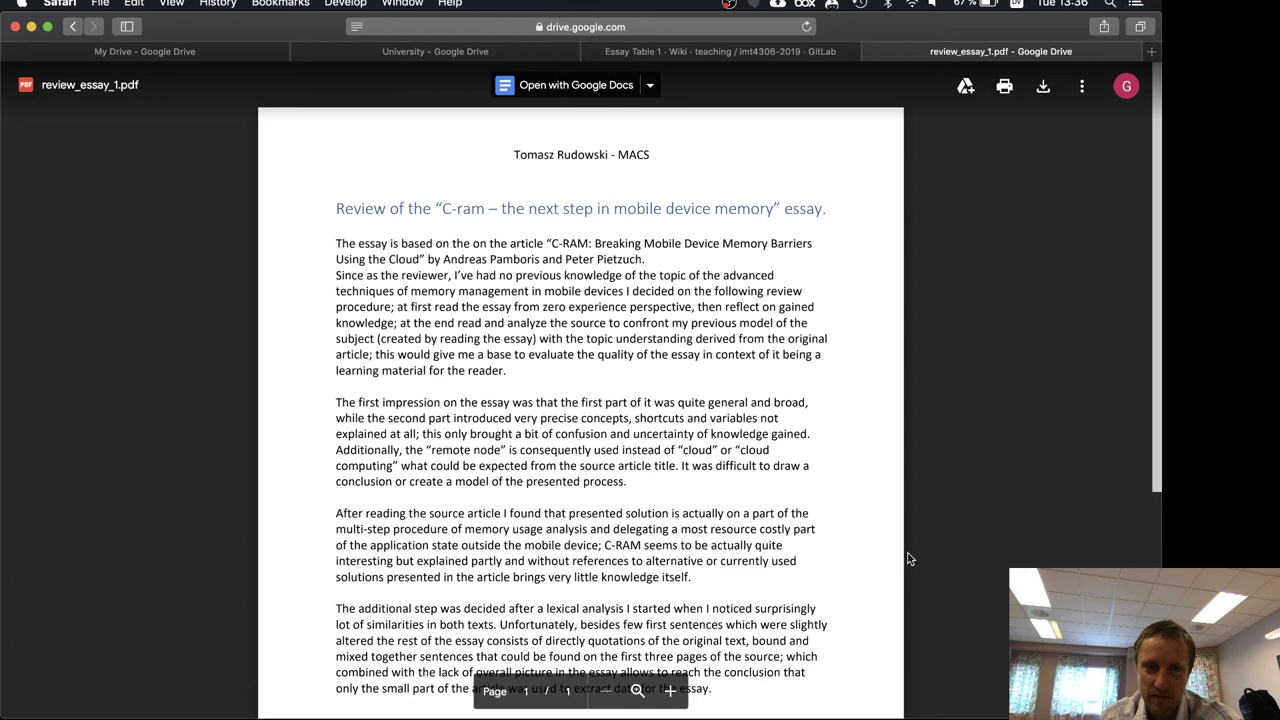 Safari File Edit View History Bookmarks Develop Window Help box 67% DV Tue 13:36
drive.google.com
My Drive - Google Drive University - Google Drive Essay Table 1 · Wiki · teaching / imt4306-2019 · GitLab review_essay_1.pdf - Google Drive
PDF review_essay_1.pdf Open with Google Docs G
Tomasz Rudowski - MACS
Review of the “C-ram – the next step in mobile device memory” essay.
The essay is based on the on the article “C-RAM: Breaking Mobile Device Memory Barriers
Using the Cloud” by Andreas Pamboris and Peter Pietzuch.
Since as the reviewer, I’ve had no previous knowledge of the topic of the advanced
techniques of memory management in mobile devices I decided on the following review
procedure; at first read the essay from zero experience perspective, then reflect on gained
knowledge; at the end read and analyze the source to confront my previous model of the
subject (created by reading the essay) with the topic understanding derived from the original
article; this would give me a base to evaluate the quality of the essay in context of it being a
learning material for the reader.
The first impression on the essay was that the first part of it was quite general and broad,
while the second part introduced very precise concepts, shortcuts and variables not
explained at all; this only brought a bit of confusion and uncertainty of knowledge gained.
Additionally, the “remote node” is consequently used instead of “cloud” or “cloud
computing” what could be expected from the source article title. It was difficult to draw a
conclusion or create a model of the presented process.
After reading the source article I found that presented solution is actually on a part of the
multi-step procedure of memory usage analysis and delegating a most resource costly part
of the application state outside the mobile device; C-RAM seems to be actually quite
interesting but explained partly and without references to alternative or currently used
solutions presented in the article brings very little knowledge itself.
The additional step was decided after a lexical analysis I started when I noticed surprisingly
lot of similarities in both texts. Unfortunately, besides few first sentences which were slightly
altered the rest of the essay consists of directly quotations of the original text, bound and
mixed together sentences that could be found on the first three pages of the source; which
combined with the lack of overall picture in the essay allows to reach the conclusion that
only the small part of the article was used to extract data for the essay.
Page 1 / 1